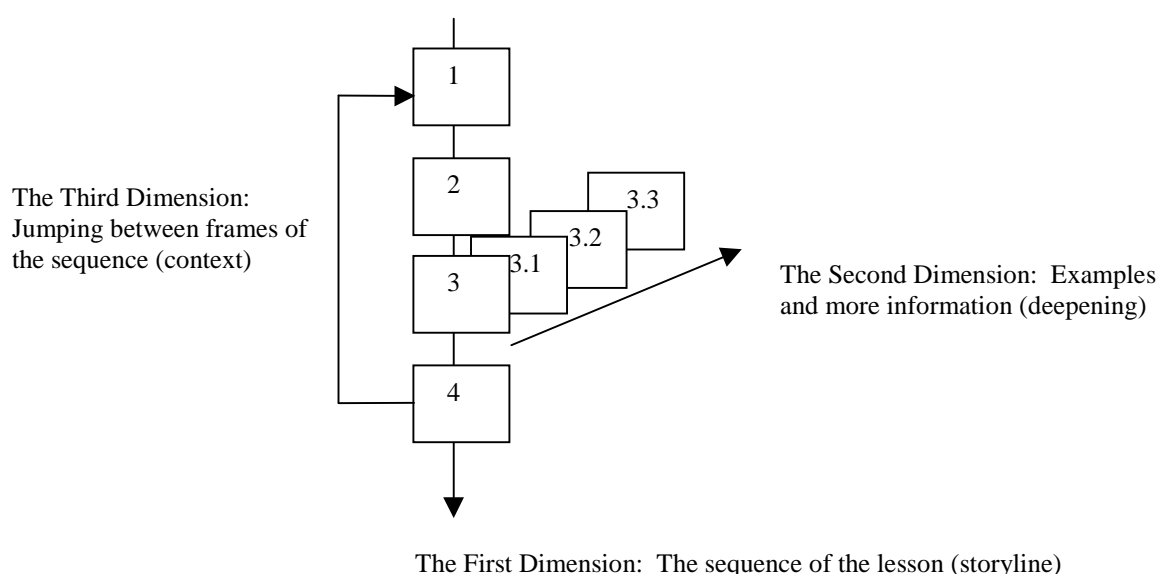 1
2
3.3
3.2
3.1
3
4
The Third Dimension:
Jumping between frames of
the sequence (context)
The Second Dimension:  Examples
and more information (deepening)
The First Dimension:  The sequence of the lesson (storyline)